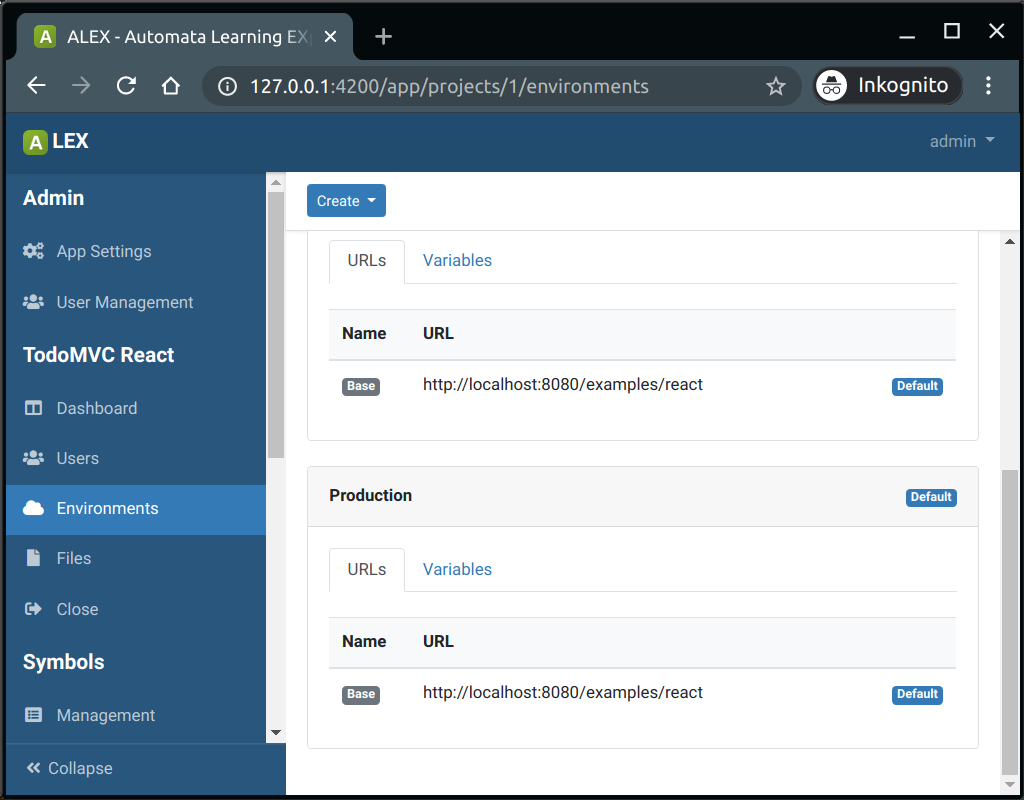 A ALEX - Automata Learning EX
127.0.0.1:4200/app/projects/1/environments
Inkognito
A LEX
admin
Admin
App Settings
User Management
TodoMVC React
Dashboard
Users
Environments
Files
Close
Symbols
Management
Collapse
Create
URLs Variables
Name URL
Base http://localhost:8080/examples/react Default
Production Default
URLs Variables
Name URL
Base http://localhost:8080/examples/react Default